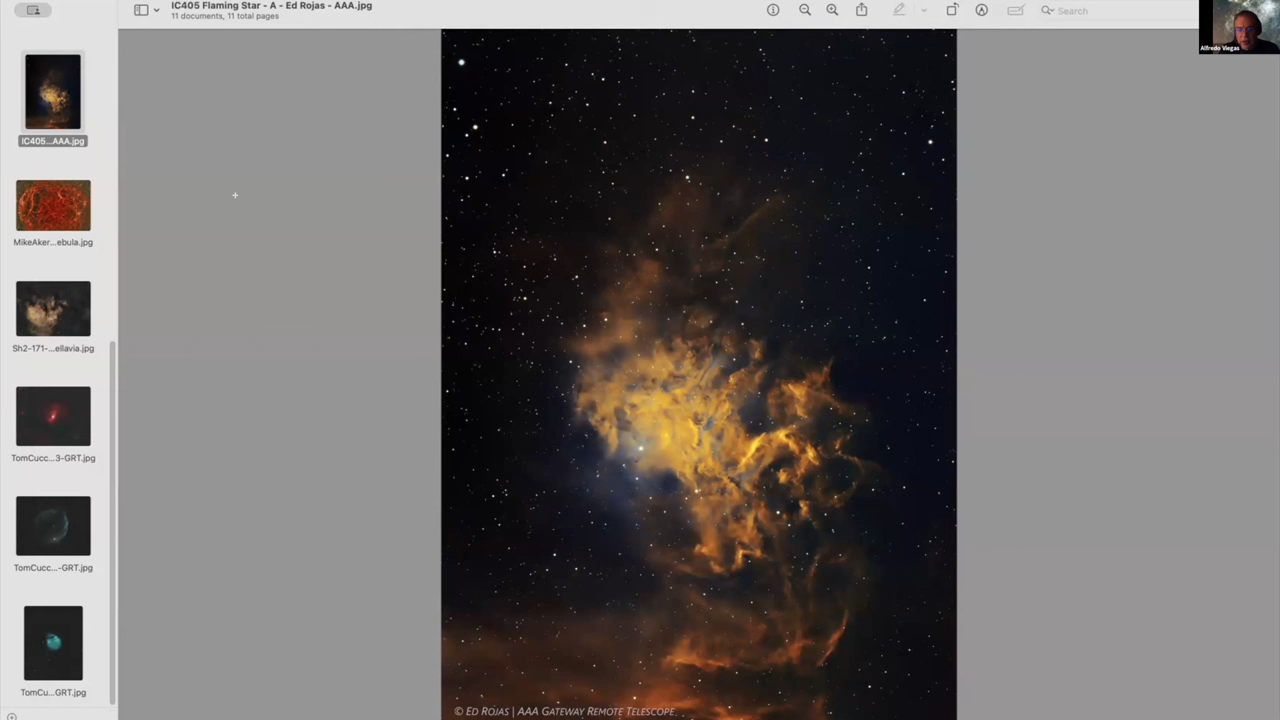 IC405 Flaming Star - A - Ed Rojas - AAA.jpg
11 documents, 11 total pages
Search
Alfredo Viegas
IC405...AAA.jpg
MikeAker...ebula.jpg
Sh2-171-...ellavia.jpg
TomCucc...3-GRT.jpg
TomCucc...-GRT.jpg
TomCu...GRT.jpg
© ED ROJAS | AAA GATEWAY REMOTE TELESCOPE